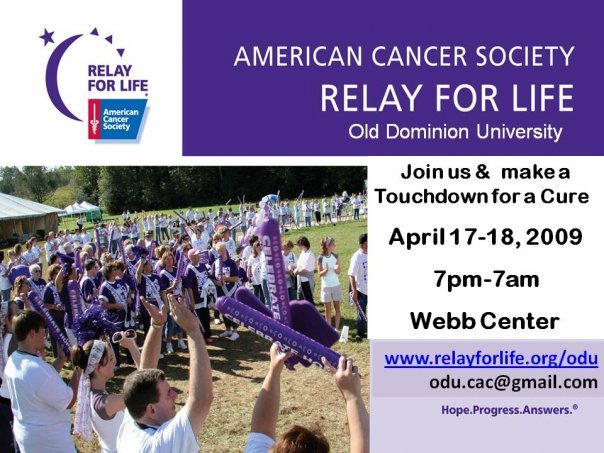 RELAY
FOR LIFE®
American
Cancer
Society
AMERICAN CANCER SOCIETY
RELAY FOR LIFE
Old Dominion University
Join us & make a
Touchdown for a Cure
April 17-18, 2009
7pm-7am
Webb Center
www.relayforlife.org/odu
odu.cac@gmail.com
Hope.Progress.Answers.®
CELEBRATE